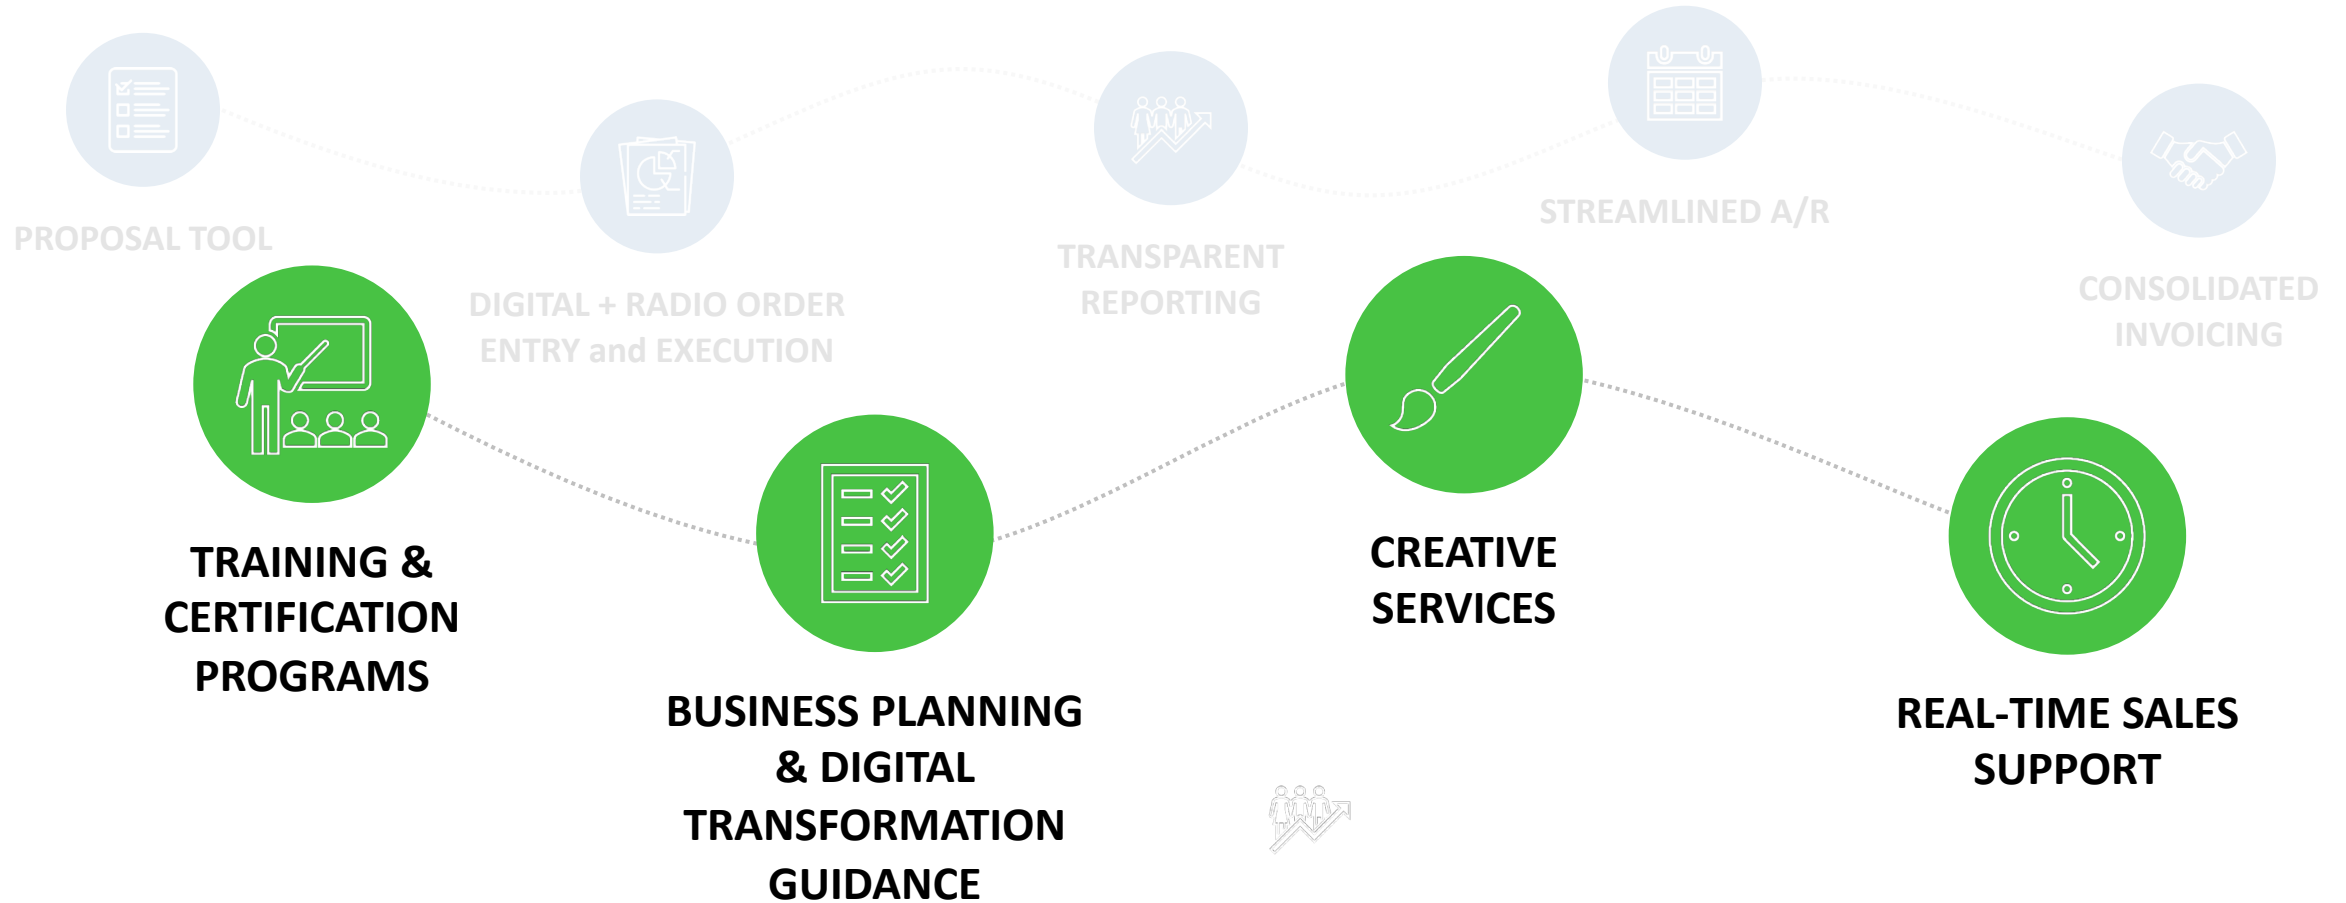 PROPOSAL TOOL
DIGITAL + RADIO ORDER
ENTRY and EXECUTION
TRANSPARENT
REPORTING
STREAMLINED A/R
CONSOLIDATED
INVOICING
TRAINING &
CERTIFICATION
PROGRAMS
BUSINESS PLANNING
& DIGITAL
TRANSFORMATION
GUIDANCE
CREATIVE
SERVICES
REAL-TIME SALES
SUPPORT